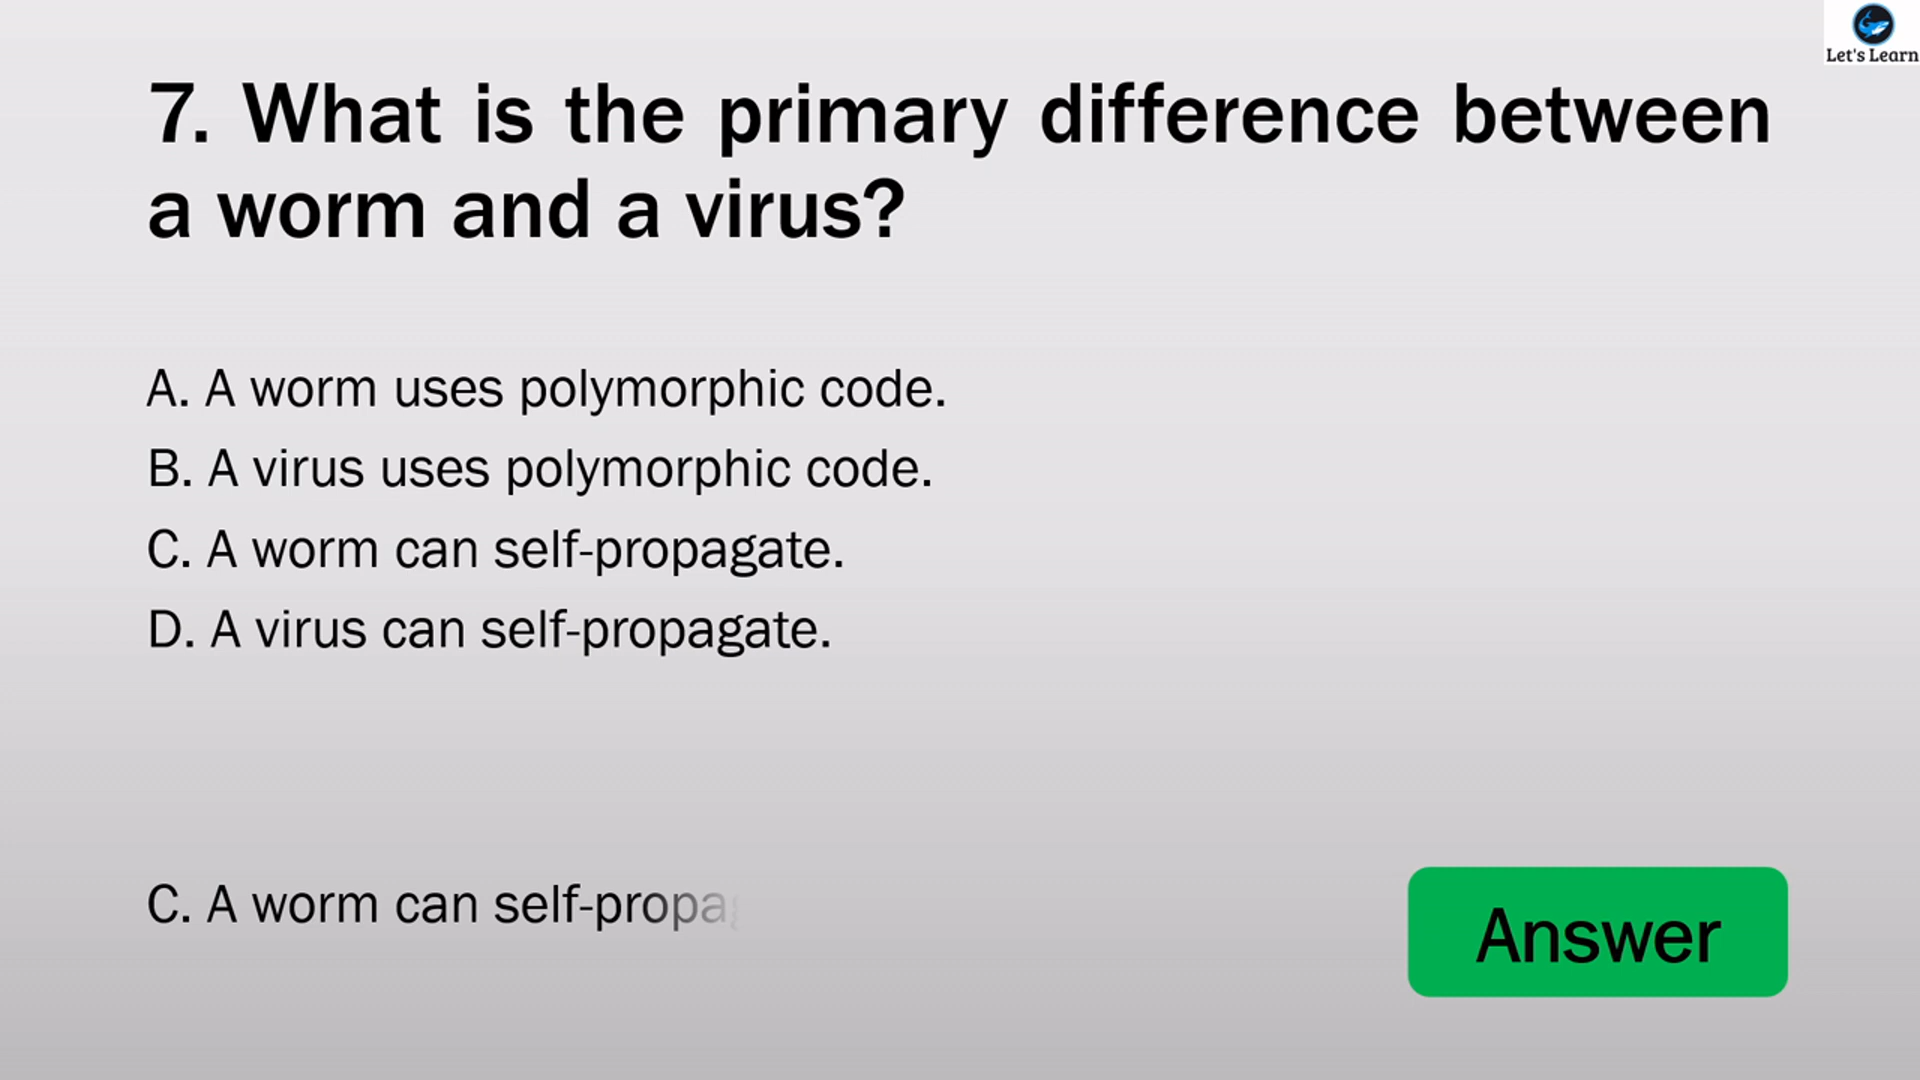 Let's Learn
7. What is the primary difference between
a worm and a virus?
A. A worm uses polymorphic code.
B. A virus uses polymorphic code.
C. A worm can self-propagate.
D. A virus can self-propagate.
C. A worm can self-propag
Answer